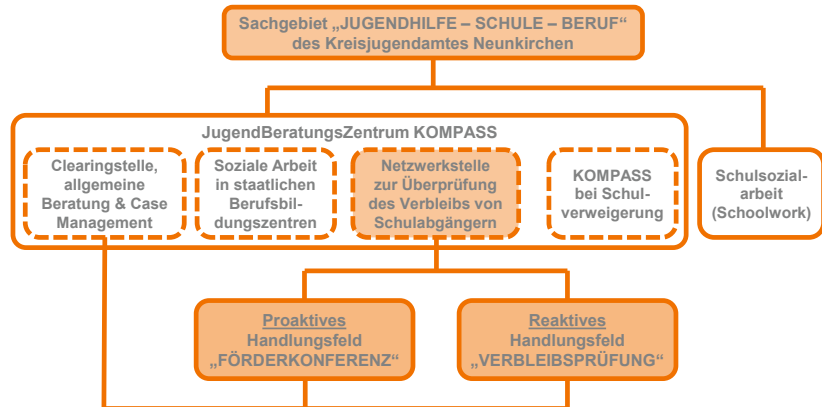 Sachgebiet „JUGENDHILFE – SCHULE – BERUF“
des Kreisjugendamtes Neunkirchen
JugendBeratungsZentrum KOMPASS
Clearingstelle,
allgemeine
Beratung & Case
Management
Soziale Arbeit
in staatlichen
Berufsbil-
dungszentren
Netzwerkstelle
zur Überprüfung
des Verbleibs von
Schulabgängern
KOMPASS
bei Schul-
verweigerung
Schulsozial-
arbeit
(Schoolwork)
Proaktives
Handlungsfeld
„FÖRDERKONFERENZ“
Reaktives
Handlungsfeld
„VERBLEIBSPRÜFUNG“